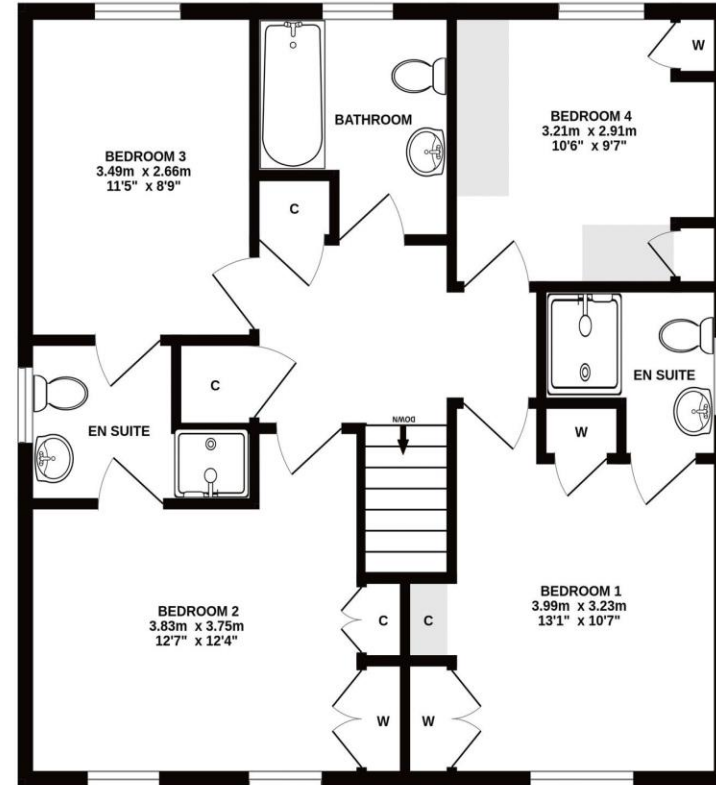 BATHROOM
W
BEDROOM 4
3.21m x 2.91m
10'6" x 9'7"
BEDROOM 3
3.49m x 2.66m
11'5" x 8'9"
C
C
EN SUITE
EN SUITE
DOWN
W
BEDROOM 2
3.83m x 3.75m
12'7" x 12'4"
C
C
BEDROOM 1
3.99m x 3.23m
13'1" x 10'7"
W
W